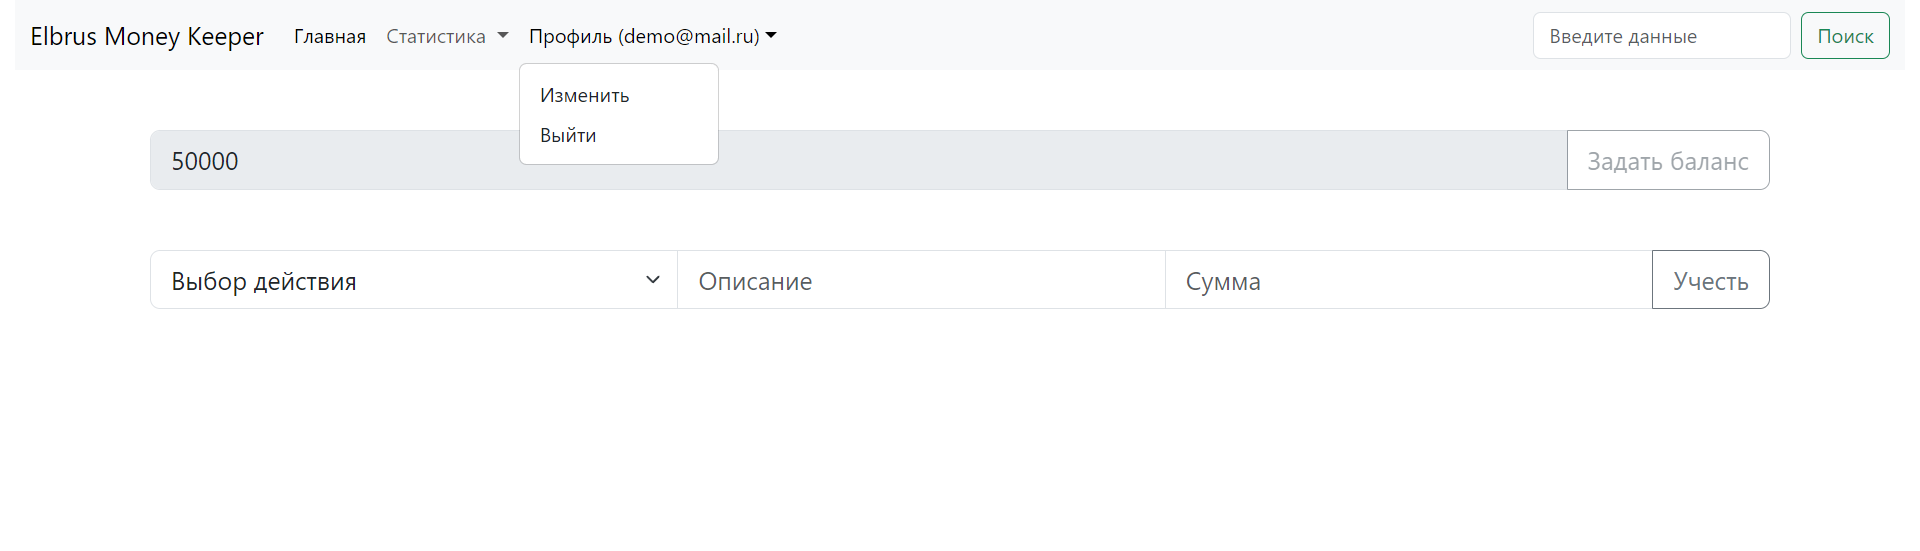 Elbrus Money Keeper Главная Статистика Профиль (demo@mail.ru) Введите данные Поиск
Изменить
Выйти
50000 Задать баланс
Выбор действия Описание Сумма Учесть